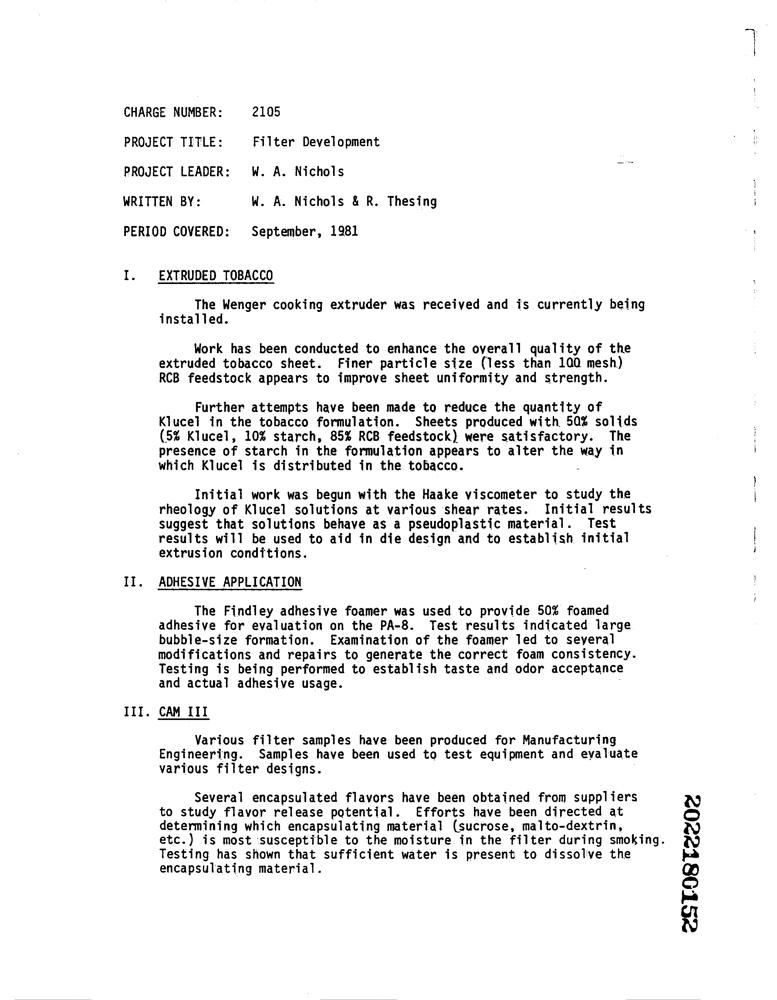 CHARGE NUMBER: 2105
PROJECT TITLE: Filter Development
PROJECT LEADER: W. A. Nichols
WRITTEN BY: W. A. Nichols & R. Thesing
PERIOD COVERED: September, 1981
I. EXTRUDED TOBACCO
The Wenger cooking extruder was received and is currently being
installed.
Work has been conducted to enhance the overall quality of the
extruded tobacco sheet. Finer particle size (less than 100 mesh)
RCB feedstock appears to improve sheet uniformity and strength.
Further attempts have been made to reduce the quantity of
Klucel in the tobacco formulation. Sheets produced with 50% solids
(5% Klucel, 10% starch, 85% RCB feedstock) were satisfactory. The
presence of starch in the formulation appears to alter the way in
which Klucel is distributed in the tobacco.
Initial work was begun with the Haake viscometer to study the
rheology of Klucel solutions at various shear rates. Initial results
suggest that solutions behave as a pseudoplastic material. Test
results will be used to aid in die design and to establish initial
extrusion conditions.
II. ADHESIVE APPLICATION
The Findley adhesive foamer was used to provide 50% foamed
adhesive for evaluation on the PA-8. Test results indicated large
bubble-size formation. Examination of the foamer led to several
modifications and repairs to generate the correct foam consistency.
Testing is being performed to establish taste and odor acceptance
and actual adhesive usage.
III. CAM III
Various filter samples have been produced for Manufacturing
Engineering. Samples have been used to test equipment and evaluate
various filter designs.
Several encapsulated flavors have been obtained from suppliers
to study flavor release potential. Efforts have been directed at
determining which encapsulating material (sucrose, malto-dextrin,
etc.) is most susceptible to the moisture in the filter during smoking.
Testing has shown that sufficient water is present to dissolve the
encapsulating material.
2022180152